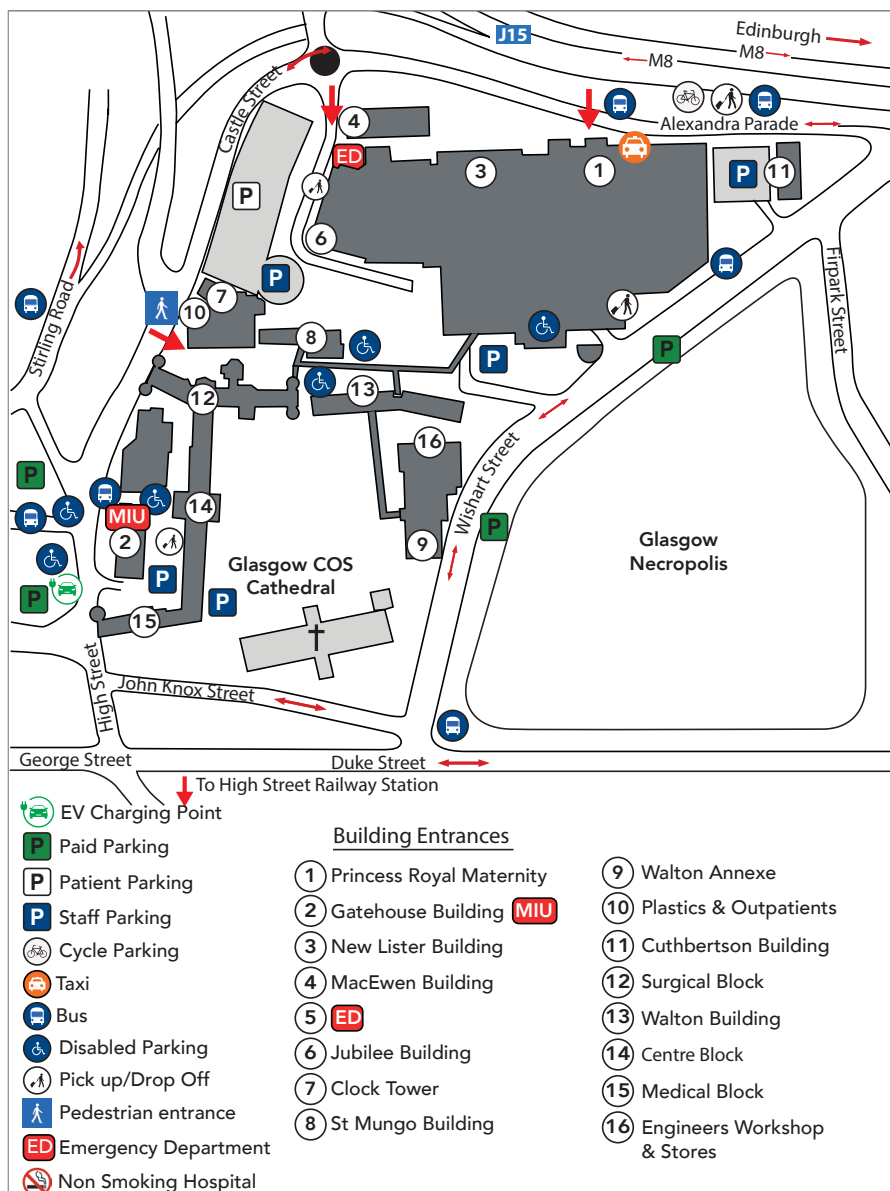 Edinburgh
J15
M8
M8
Castle Street
4
Alexandra Parade
ED
3
1
P
11
P
6
P
Firpark Street
7
10
Stirling Road
8
P
P
13
12
16
Wishart Street
P
14
MIU
2
9
P
Glasgow COS
Cathedral
Glasgow
Necropolis
P
P
P
15
High Street
John Knox Street
George Street
Duke Street
To High Street Railway Station
EV Charging Point
P Paid Parking
P Patient Parking
P Staff Parking
Cycle Parking
Taxi
Bus
Disabled Parking
Pick up/Drop Off
Pedestrian entrance
ED Emergency Department
Non Smoking Hospital
Building Entrances
1 Princess Royal Maternity
2 Gatehouse Building MIU
3 New Lister Building
4 MacEwen Building
5 ED
6 Jubilee Building
7 Clock Tower
8 St Mungo Building
9 Walton Annexe
10 Plastics & Outpatients
11 Cuthbertson Building
12 Surgical Block
13 Walton Building
14 Centre Block
15 Medical Block
16 Engineers Workshop
& Stores